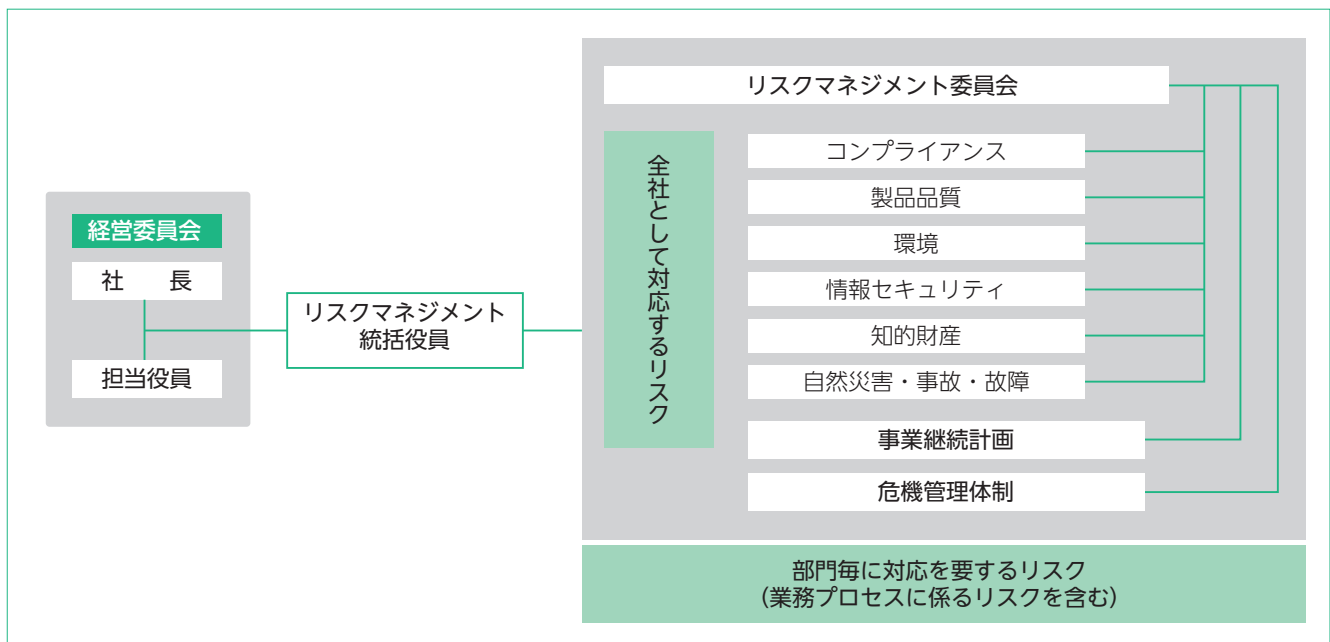 経営委員会
社　長
担当役員
リスクマネジメント
統括役員
リスクマネジメント委員会
全社として対応するリスク
コンプライアンス
製品品質
環境
情報セキュリティ
知的財産
自然災害・事故・故障
事業継続計画
危機管理体制
部門毎に対応を要するリスク
（業務プロセスに係るリスクを含む）